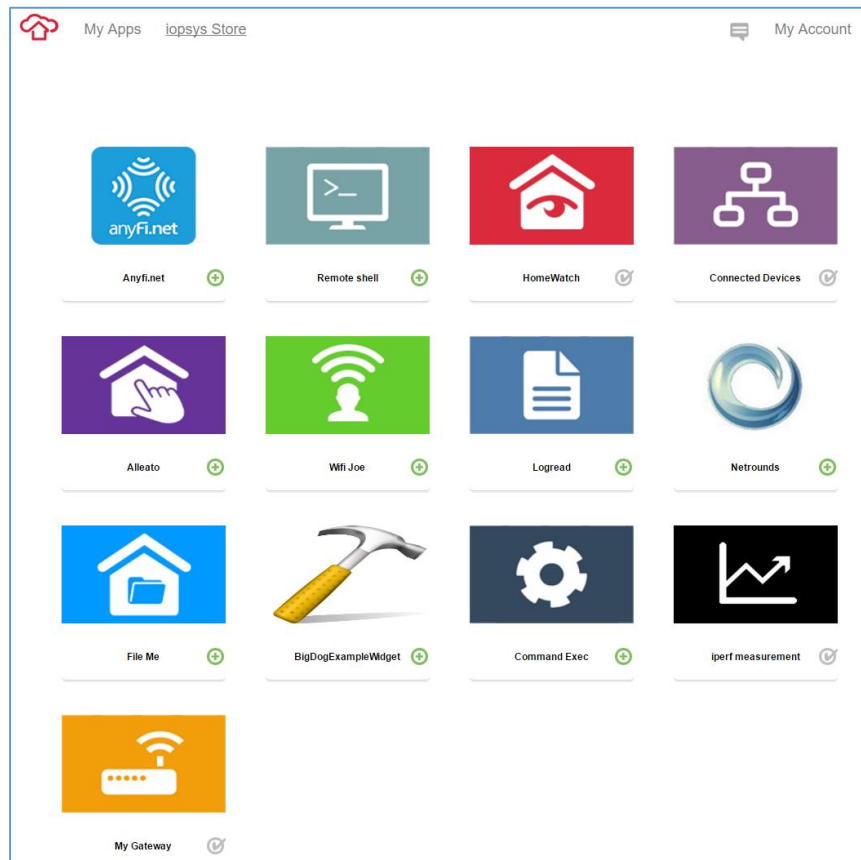 My Apps iopsys Store My Account
anyFi.net
>_
Anyfi.net Remote shell HomeWatch Connected Devices
Alleato Wifi Joe Logread Netrounds
File Me BigDogExampleWidget Command Exec iperf measurement
My Gateway